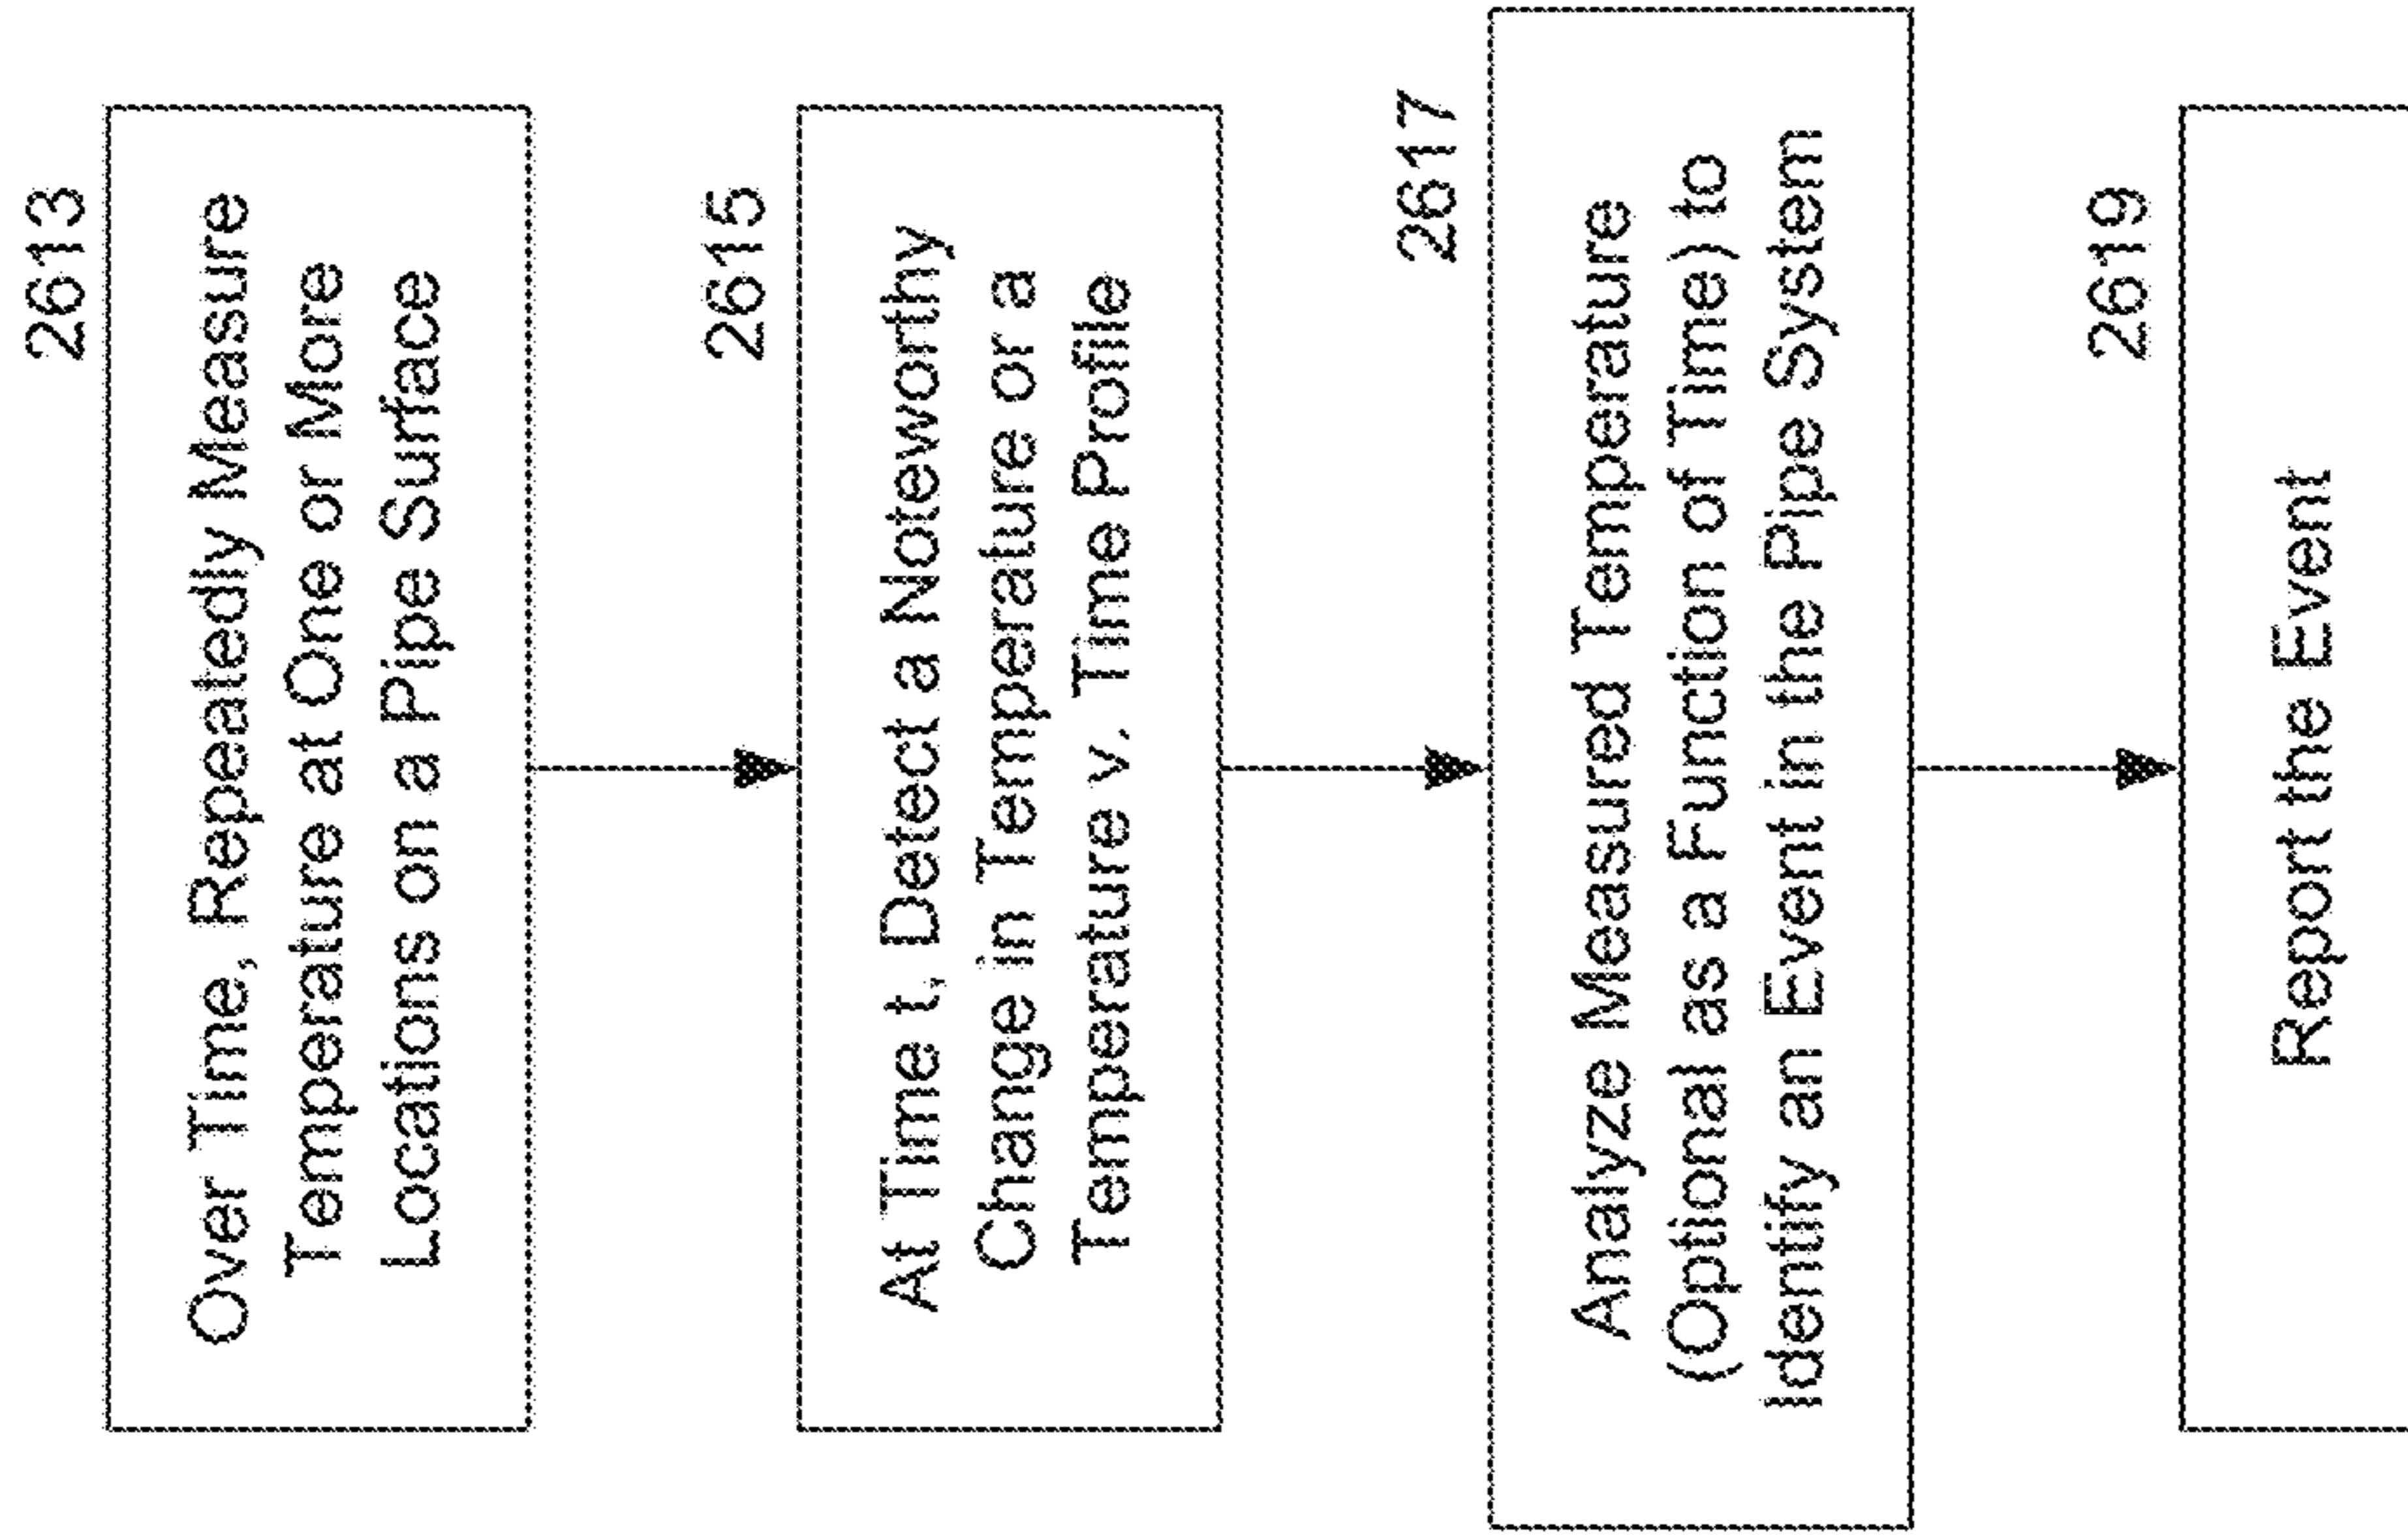 2613
Over Time, Repeatedly Measure
Temperature at One or More
Locations on a Pipe Surface
2615
At Time t, Detect a Noteworthy
Change in Temperature or a
Temperature v. Time Profile
2617
Analyze Measured Temperature
(Optional as a Function of Time) to
Identify an Event in the Pipe System
2619
Report the Event